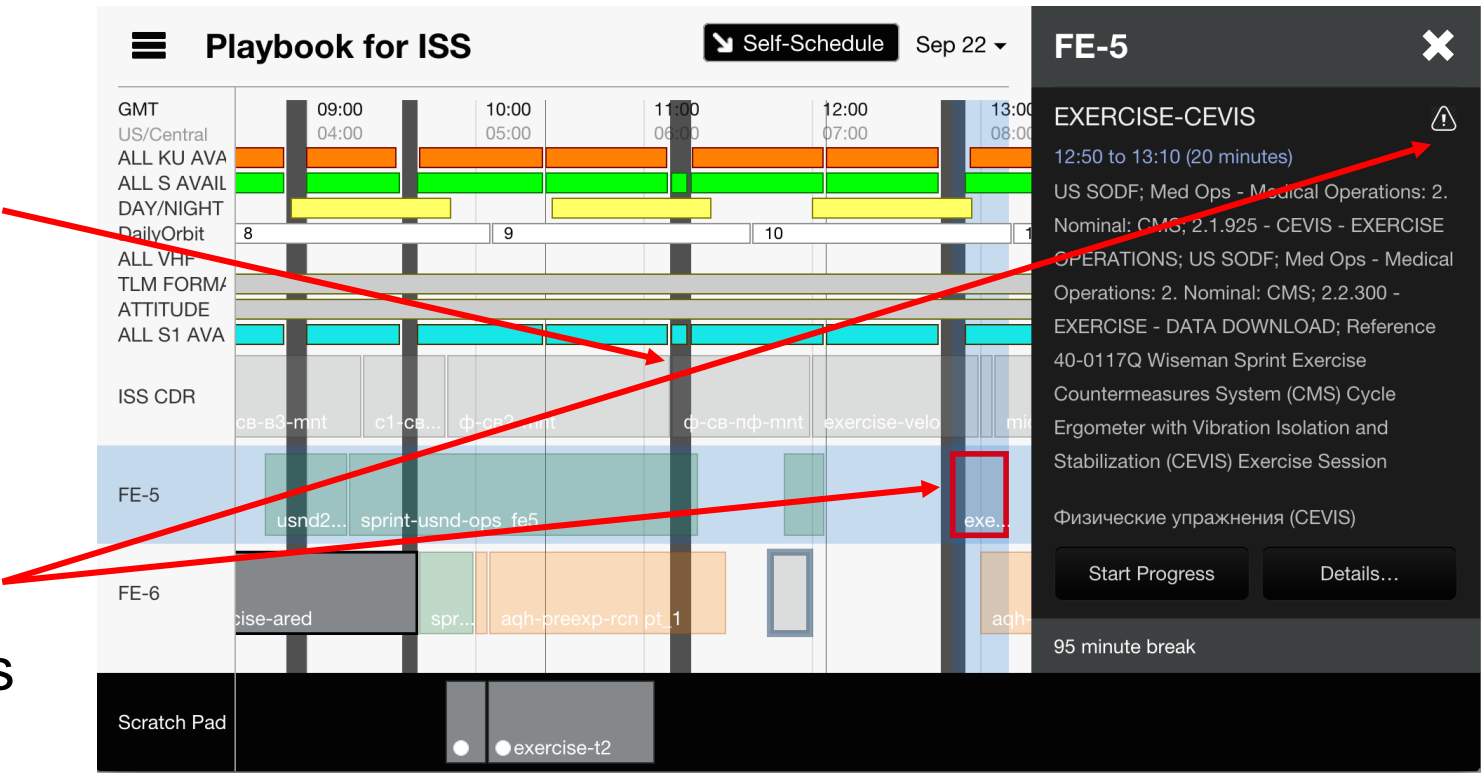 Playbook for ISS
Self-Schedule
Sep 22
GMT 09:00 10:00 11:00 12:00 13:00
US/Central 04:00 05:00 06:00 07:00 08:00
ALL KU AVA
ALL S AVAIL
DAY/NIGHT
DailyOrbit 8 9 10 1
ALL VHF
TLM FORMA
ATTITUDE
ALL S1 AVA
ISS CDR
св-в3-mnt с1-св... ф-св2-mnt ф-св-пф-mnt exercise-velo mi
FE-5
usnd2... sprint-usnd-ops_fe5 exe...
FE-6
cise-ared spr... aqh-preexp-rcn pt_1 aqh-
s
Scratch Pad
exercise-t2
FE-5
EXERCISE-CEVIS
12:50 to 13:10 (20 minutes)
US SODF; Med Ops - Medical Operations: 2.
Nominal: CMS; 2.1.925 - CEVIS - EXERCISE
OPERATIONS; US SODF; Med Ops - Medical
Operations: 2. Nominal: CMS; 2.2.300 -
EXERCISE - DATA DOWNLOAD; Reference
40-0117Q Wiseman Sprint Exercise
Countermeasures System (CMS) Cycle
Ergometer with Vibration Isolation and
Stabilization (CEVIS) Exercise Session
Физические упражнения (CEVIS)
Start Progress
Details...
95 minute break